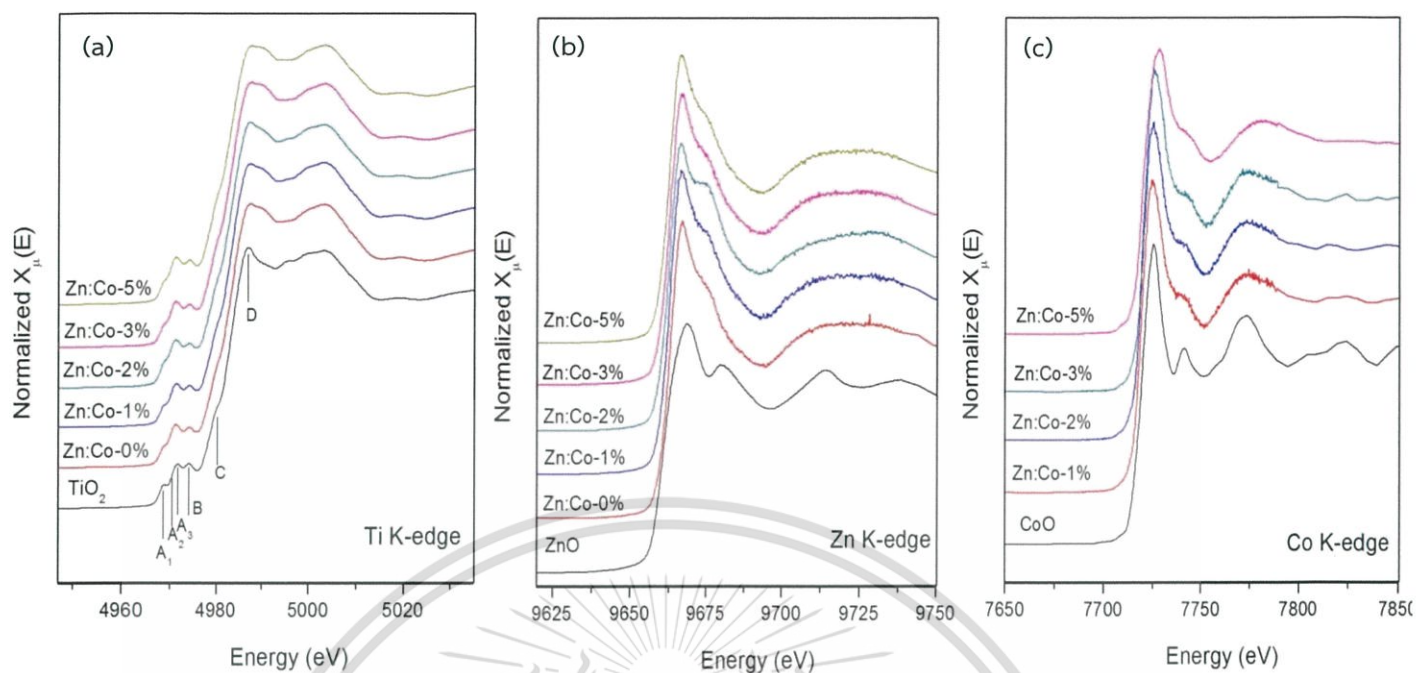 (a)
Normalized X_μ(E)
Zn:Co-5%
Zn:Co-3%
Zn:Co-2%
Zn:Co-1%
Zn:Co-0%
TiO₂
A₁
A₂
A₃
B
C
D
Ti K-edge
4960 4980 5000 5020
Energy (eV)
(b)
Normalized X_μ(E)
Zn:Co-5%
Zn:Co-3%
Zn:Co-2%
Zn:Co-1%
Zn:Co-0%
ZnO
Zn K-edge
9625 9650 9675 9700 9725 9750
Energy (eV)
(c)
Normalized X_μ(E)
Zn:Co-5%
Zn:Co-3%
Zn:Co-2%
Zn:Co-1%
CoO
Co K-edge
7650 7700 7750 7800 7850
Energy (eV)